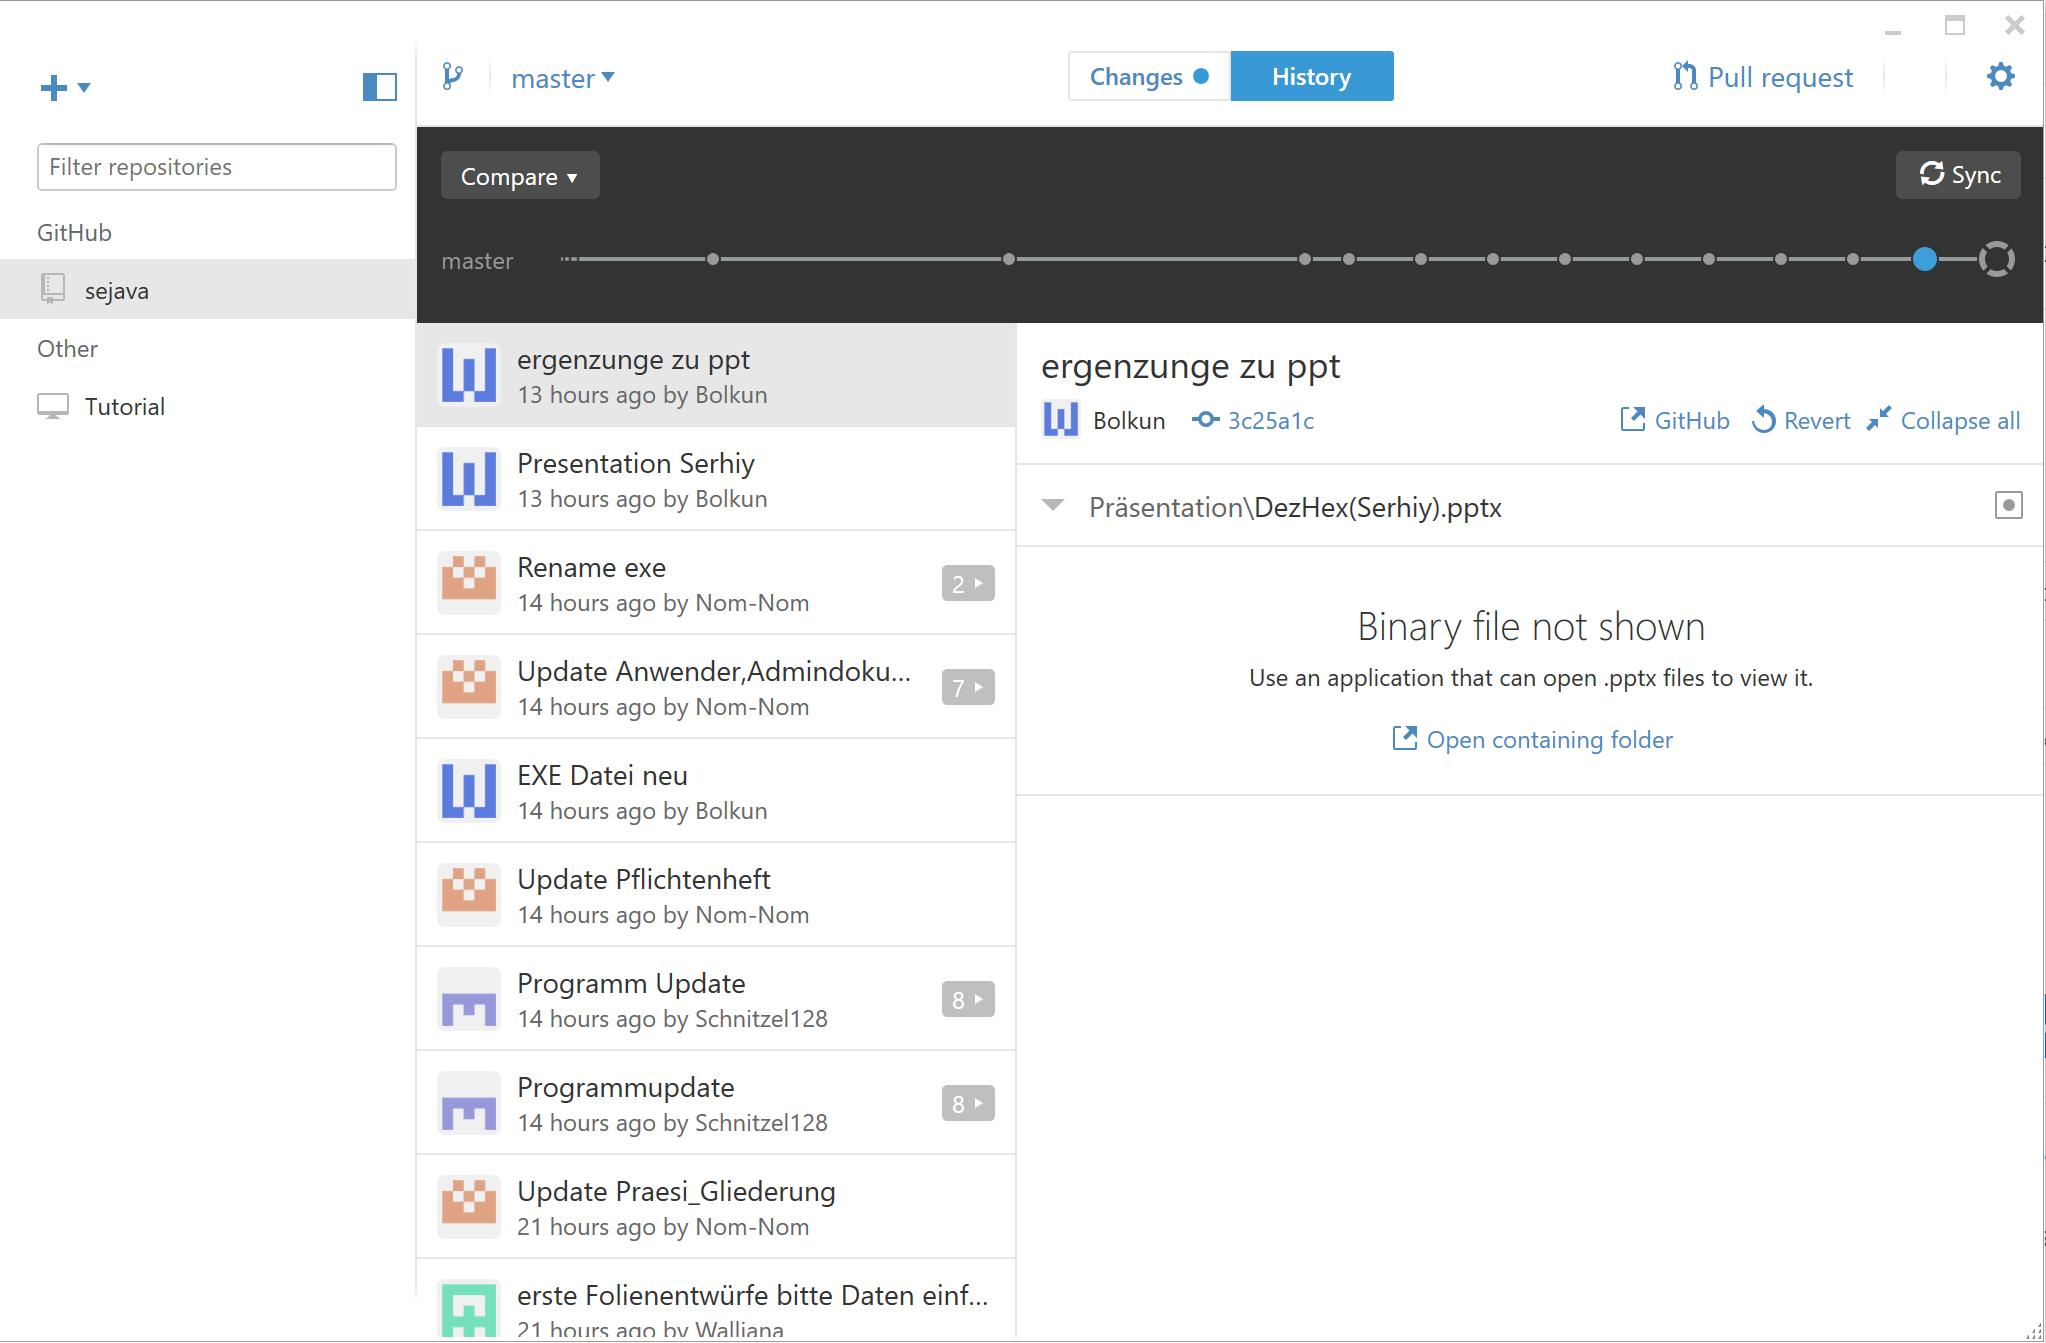 master
Changes
History
Pull request
Filter repositories
GitHub
sejava
Other
Tutorial
Compare
Sync
master
ergenzunge zu ppt
13 hours ago by Bolkun
Presentation Serhiy
13 hours ago by Bolkun
Rename exe
14 hours ago by Nom-Nom
2
Update Anwender,Admindoku...
14 hours ago by Nom-Nom
7
EXE Datei neu
14 hours ago by Bolkun
Update Pflichtenheft
14 hours ago by Nom-Nom
Programm Update
14 hours ago by Schnitzel128
8
Programmupdate
14 hours ago by Schnitzel128
8
Update Praesi_Gliederung
21 hours ago by Nom-Nom
erste Folienentwürfe bitte Daten einf...
21 hours ago by Walliana
ergenzunge zu ppt
Bolkun
3c25a1c
GitHub
Revert
Collapse all
Präsentation\DezHex(Serhiy).pptx
Binary file not shown
Use an application that can open .pptx files to view it.
Open containing folder